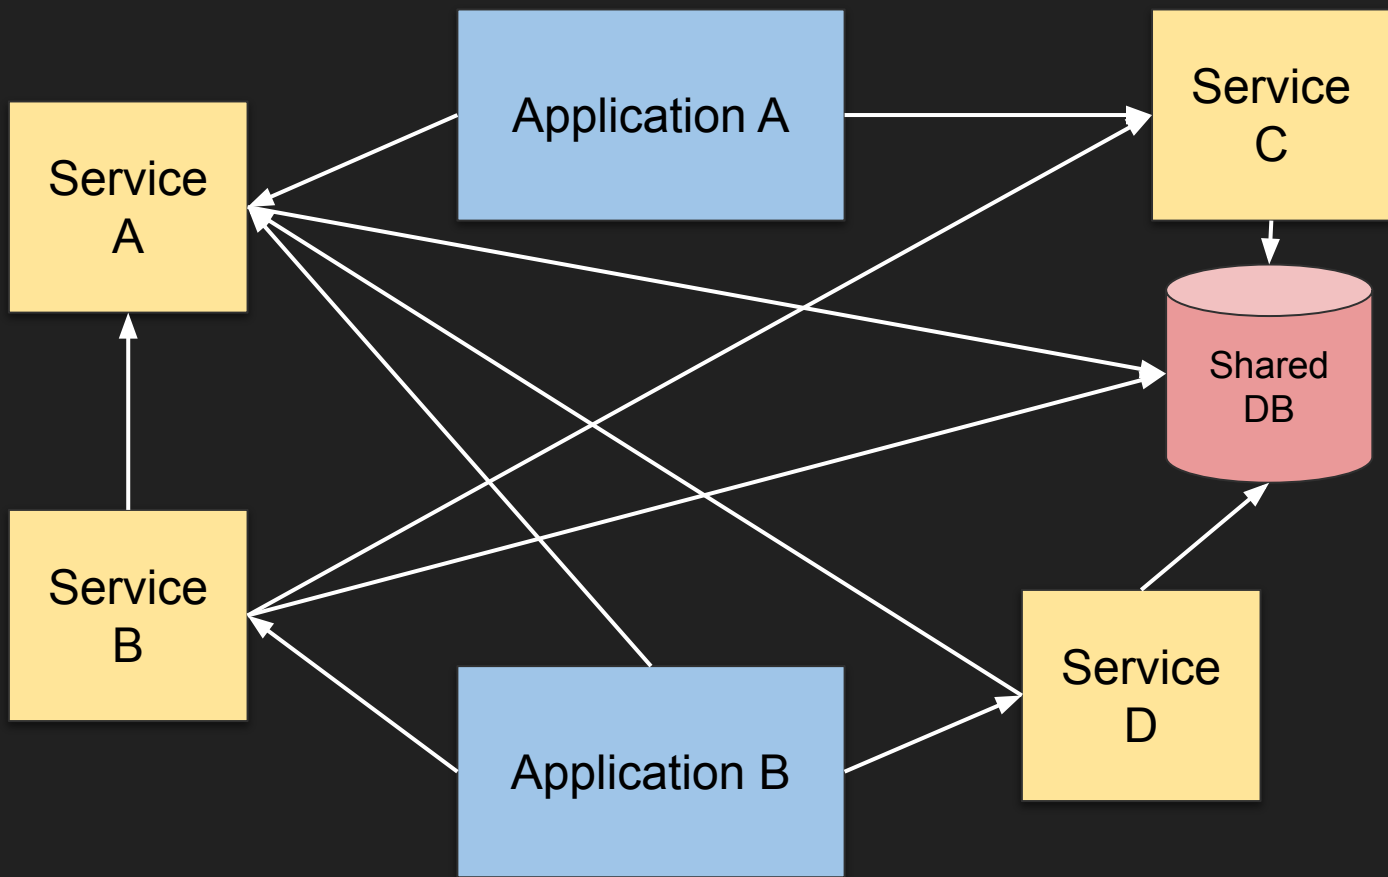 Application A
Service
C
Service
A
Shared
DB
Service
B
Service
D
Application B